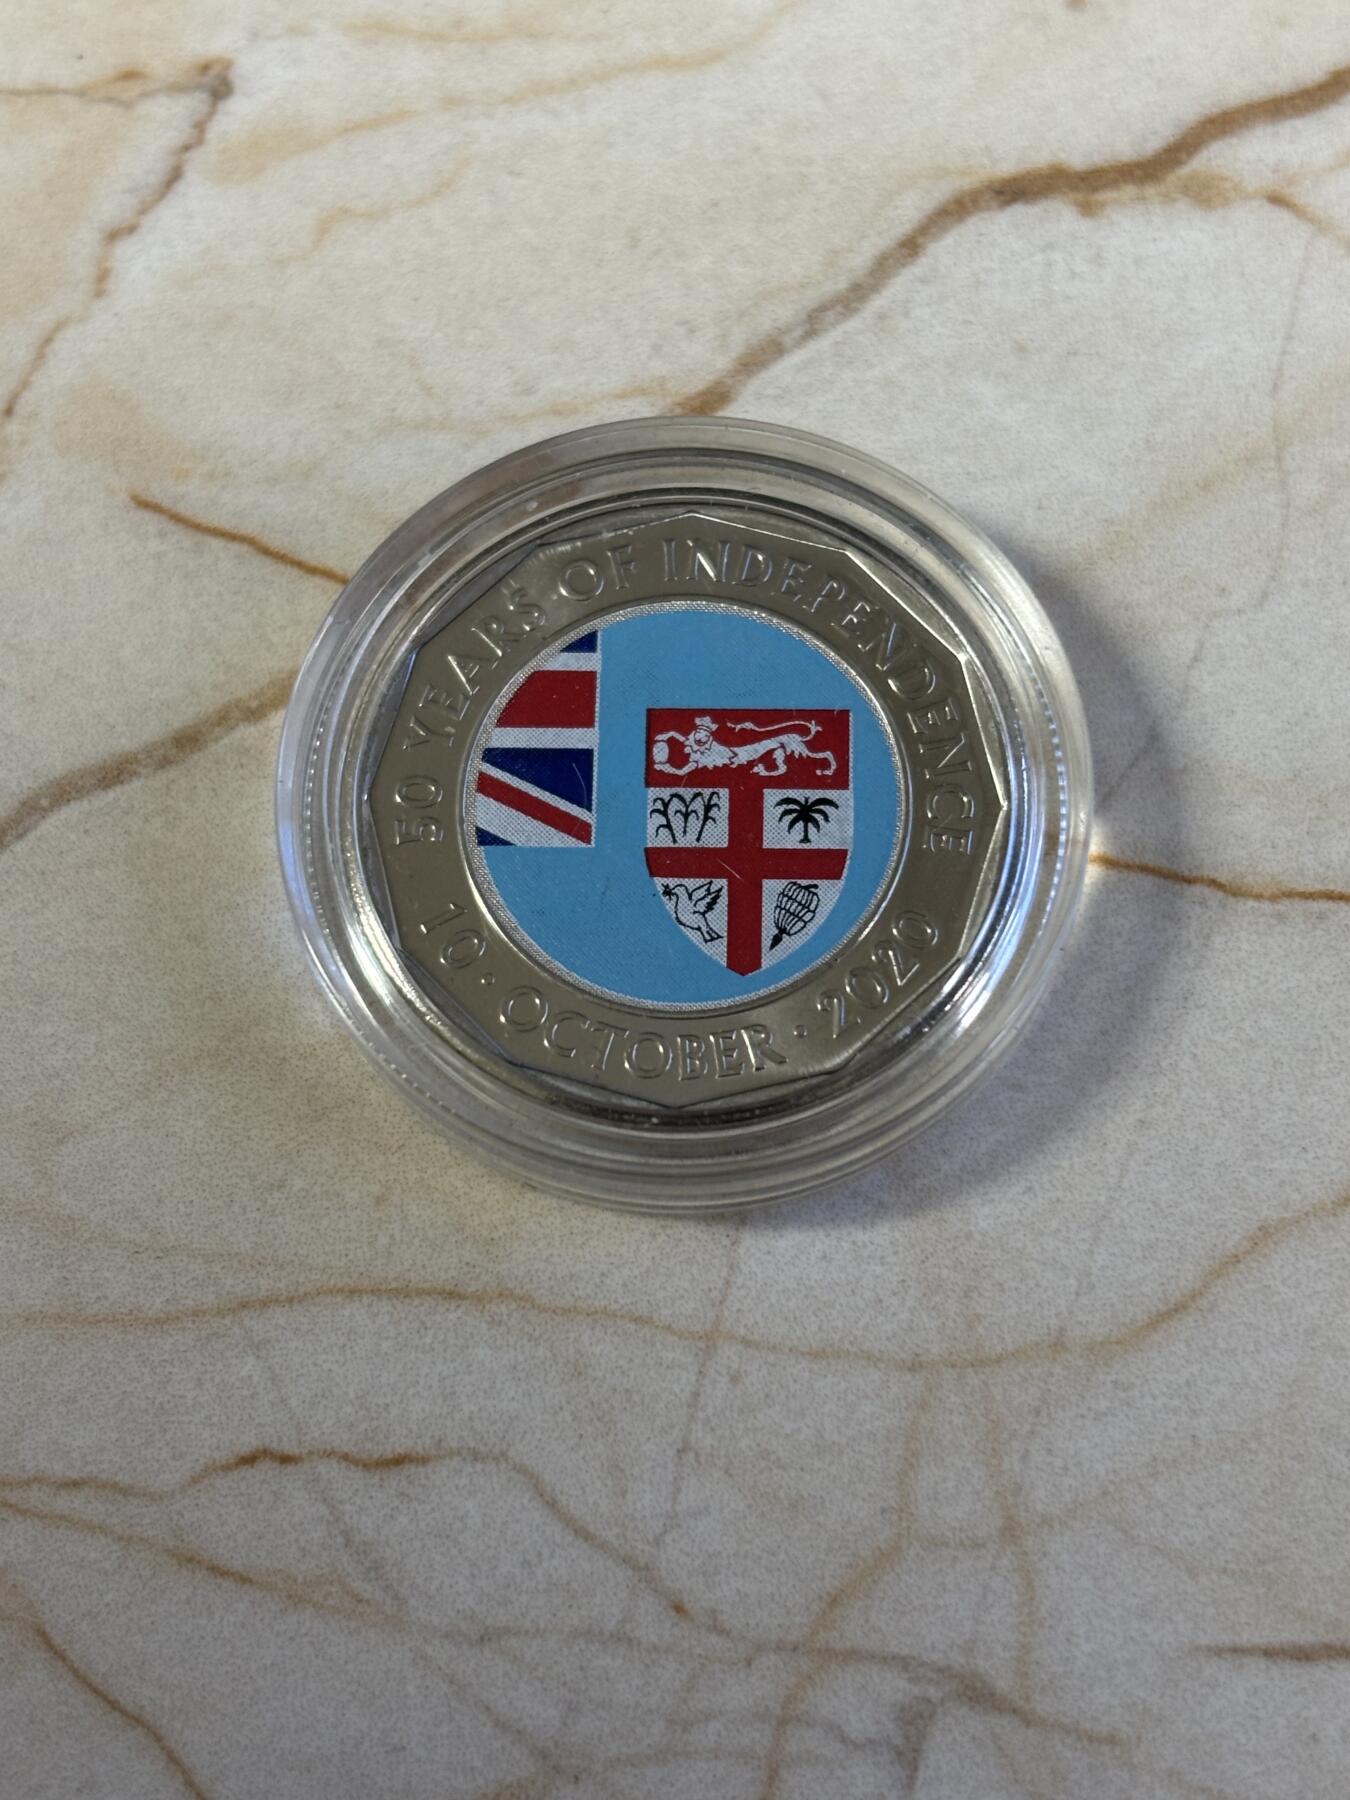 50 YEARS OF INDEPENDENCE
10 · OCTOBER · 2020